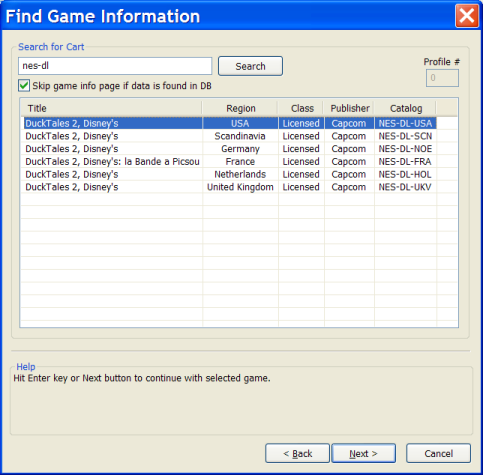 Find Game Information
Search for Cart
nes-dl
Search
Profile #
0
Skip game info page if data is found in DB
Title Region Class Publisher Catalog
DuckTales 2, Disney's USA Licensed Capcom NES-DL-USA
DuckTales 2, Disney's Scandinavia Licensed Capcom NES-DL-SCN
DuckTales 2, Disney's Germany Licensed Capcom NES-DL-NOE
DuckTales 2, Disney's: la Bande a Picsou France Licensed Capcom NES-DL-FRA
DuckTales 2, Disney's Netherlands Licensed Capcom NES-DL-HOL
DuckTales 2, Disney's United Kingdom Licensed Capcom NES-DL-UKV
Help
Hit Enter key or Next button to continue with selected game.
< Back Next > Cancel